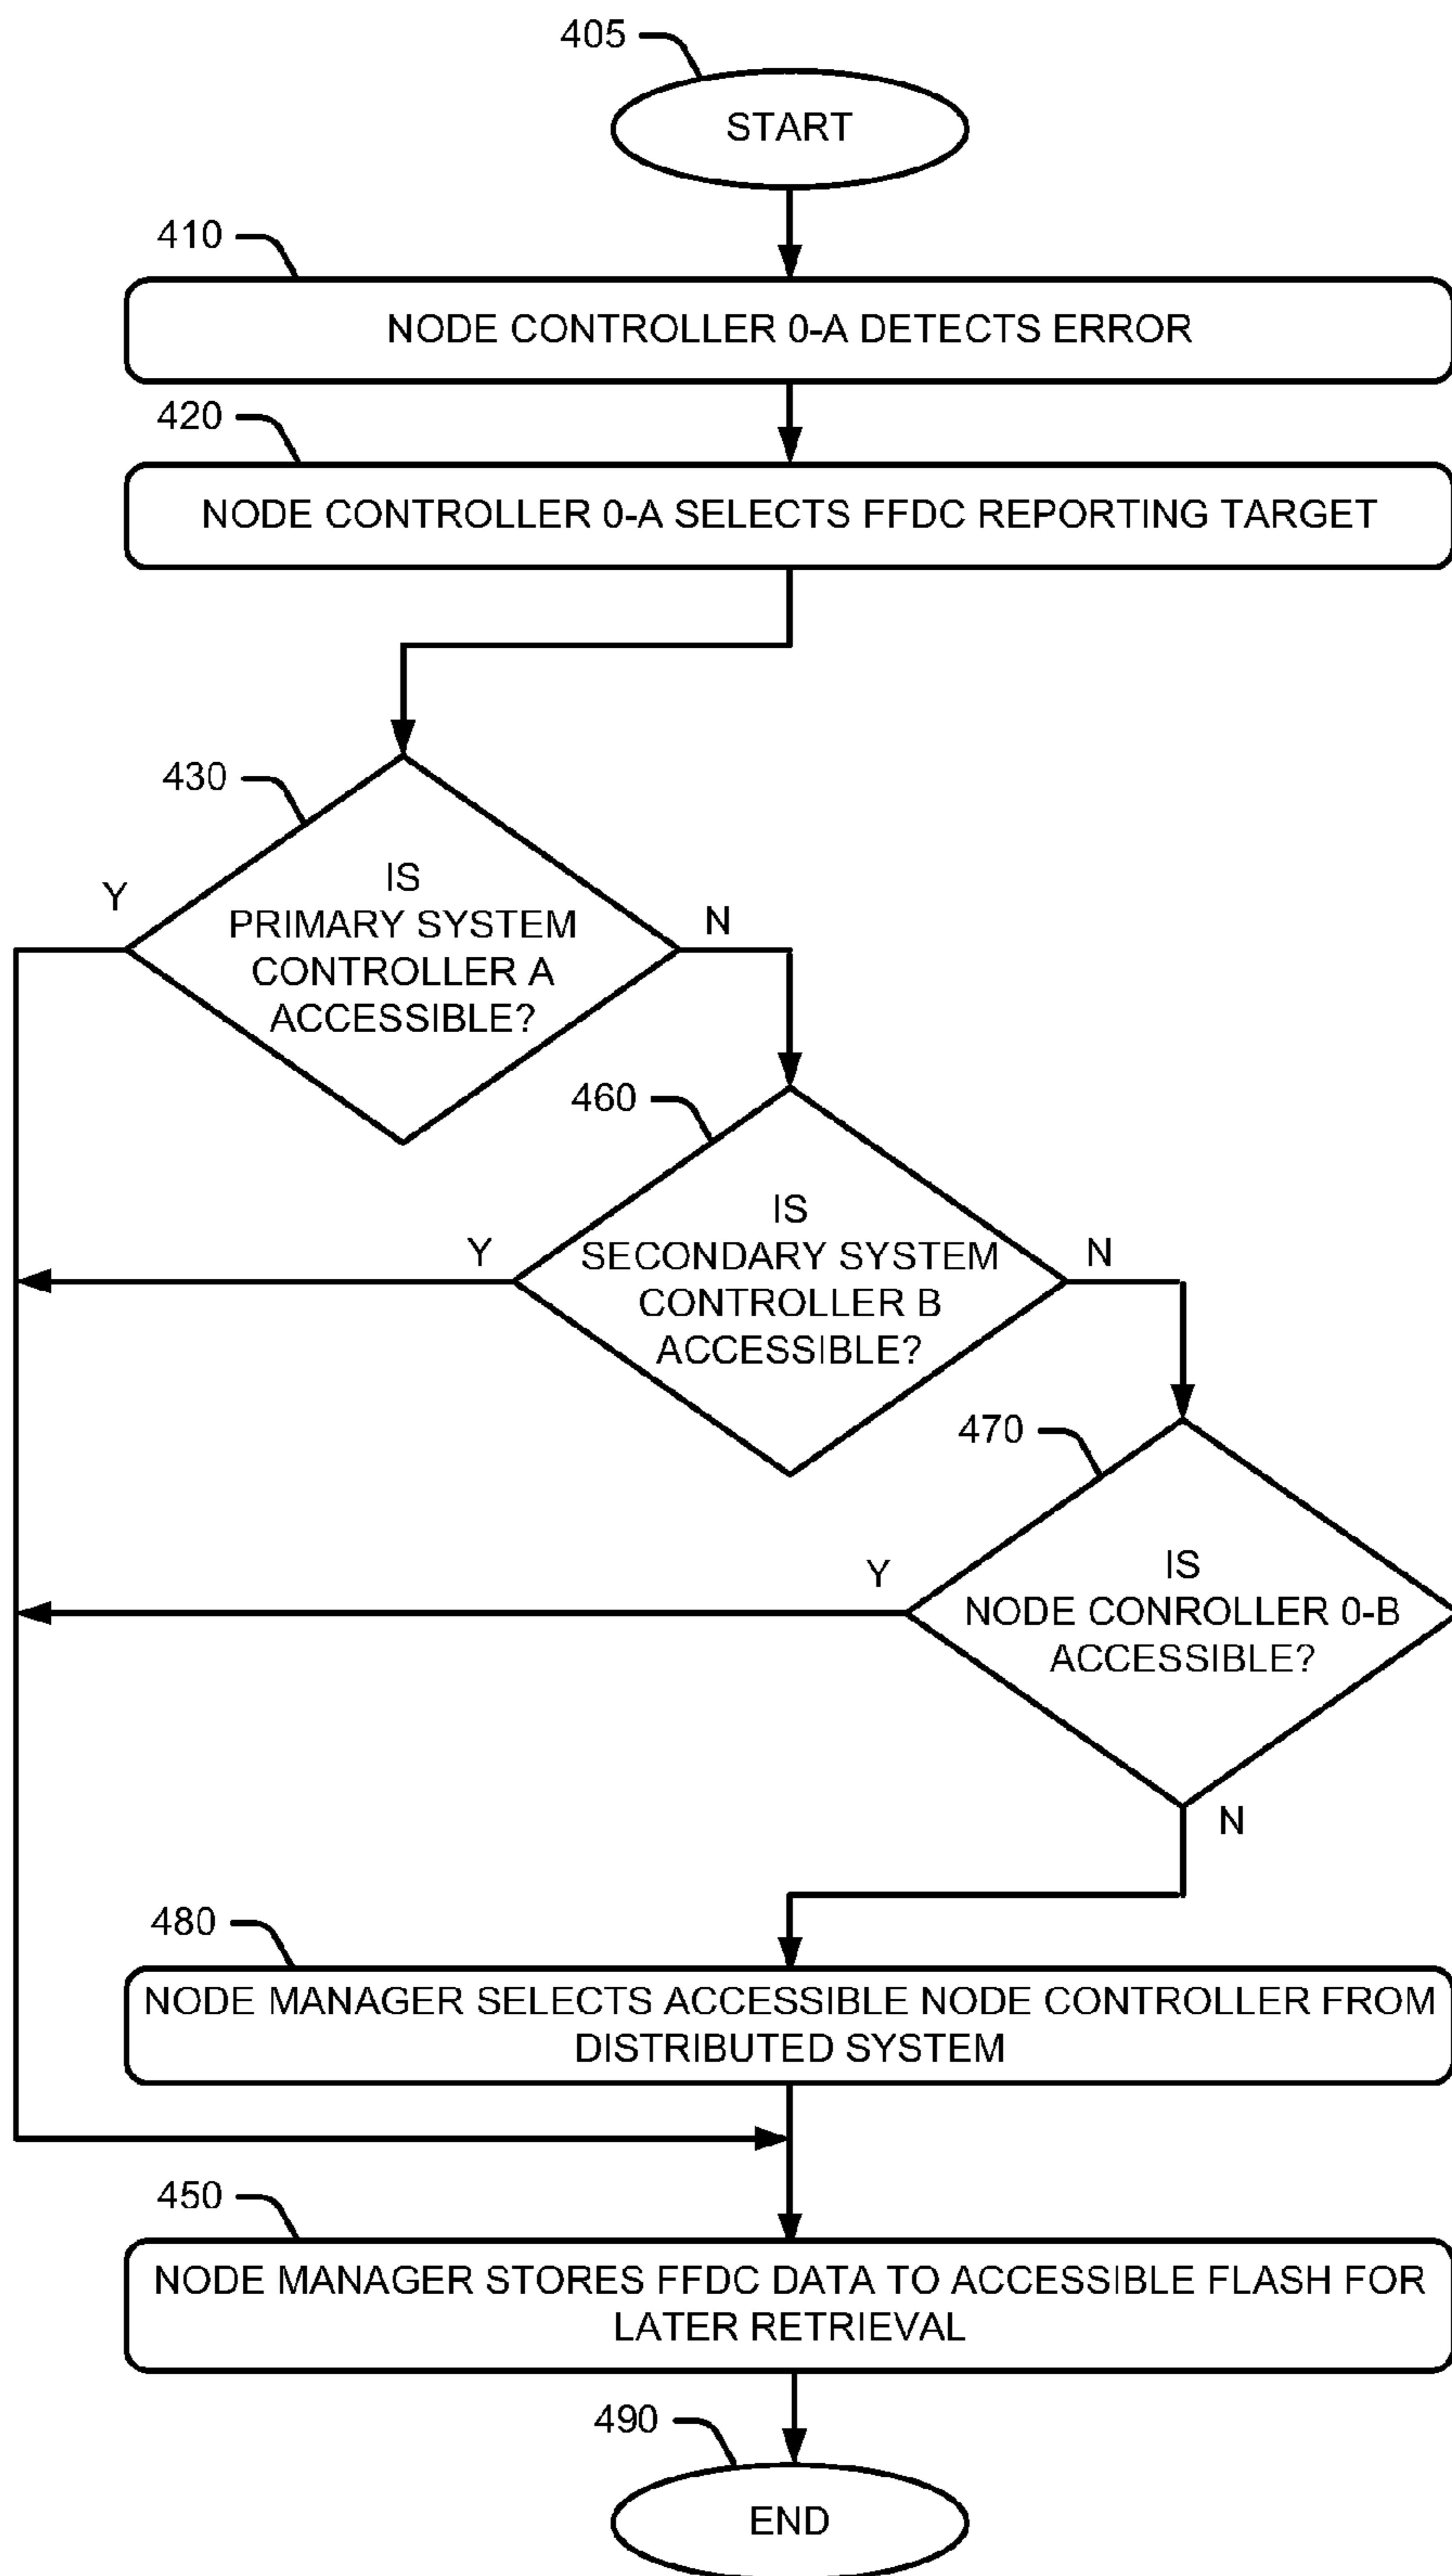 405
START
410
NODE CONTROLLER 0-A DETECTS ERROR
420
NODE CONTROLLER 0-A SELECTS FFDC REPORTING TARGET
430
IS
PRIMARY SYSTEM
CONTROLLER A
ACCESSIBLE?
Y
N
460
IS
SECONDARY SYSTEM
CONTROLLER B
ACCESSIBLE?
Y
N
470
IS
NODE CONROLLER 0-B
ACCESSIBLE?
Y
N
480
NODE MANAGER SELECTS ACCESSIBLE NODE CONTROLLER FROM
DISTRIBUTED SYSTEM
450
NODE MANAGER STORES FFDC DATA TO ACCESSIBLE FLASH FOR
LATER RETRIEVAL
490
END